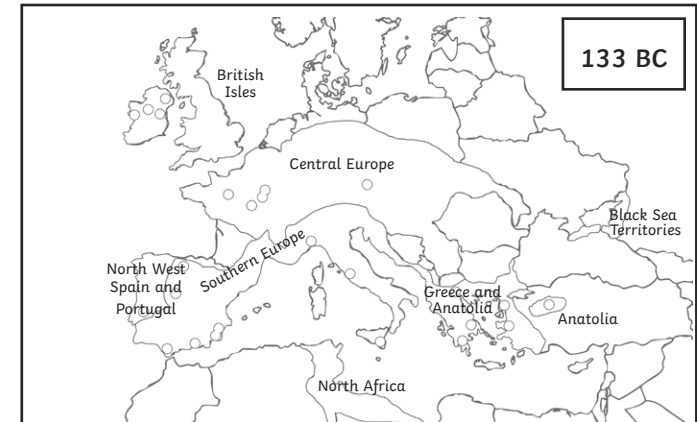 133 BC
British
Isles
Central Europe
Black Sea
Territories
Southern Europe
North West
Spain and
Portugal
Greece and
Anatolia
Anatolia
North Africa